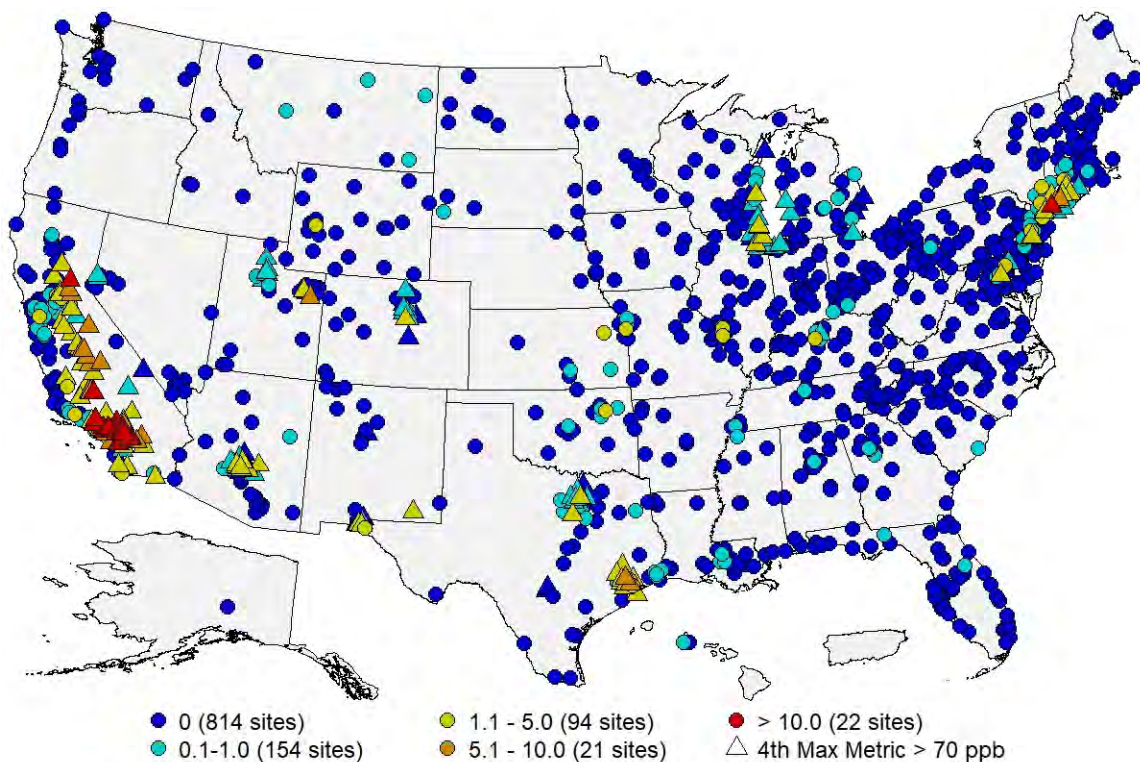 0 (814 sites) 1.1 - 5.0 (94 sites) > 10.0 (22 sites)
0.1-1.0 (154 sites) 5.1 - 10.0 (21 sites) 4th Max Metric > 70 ppb